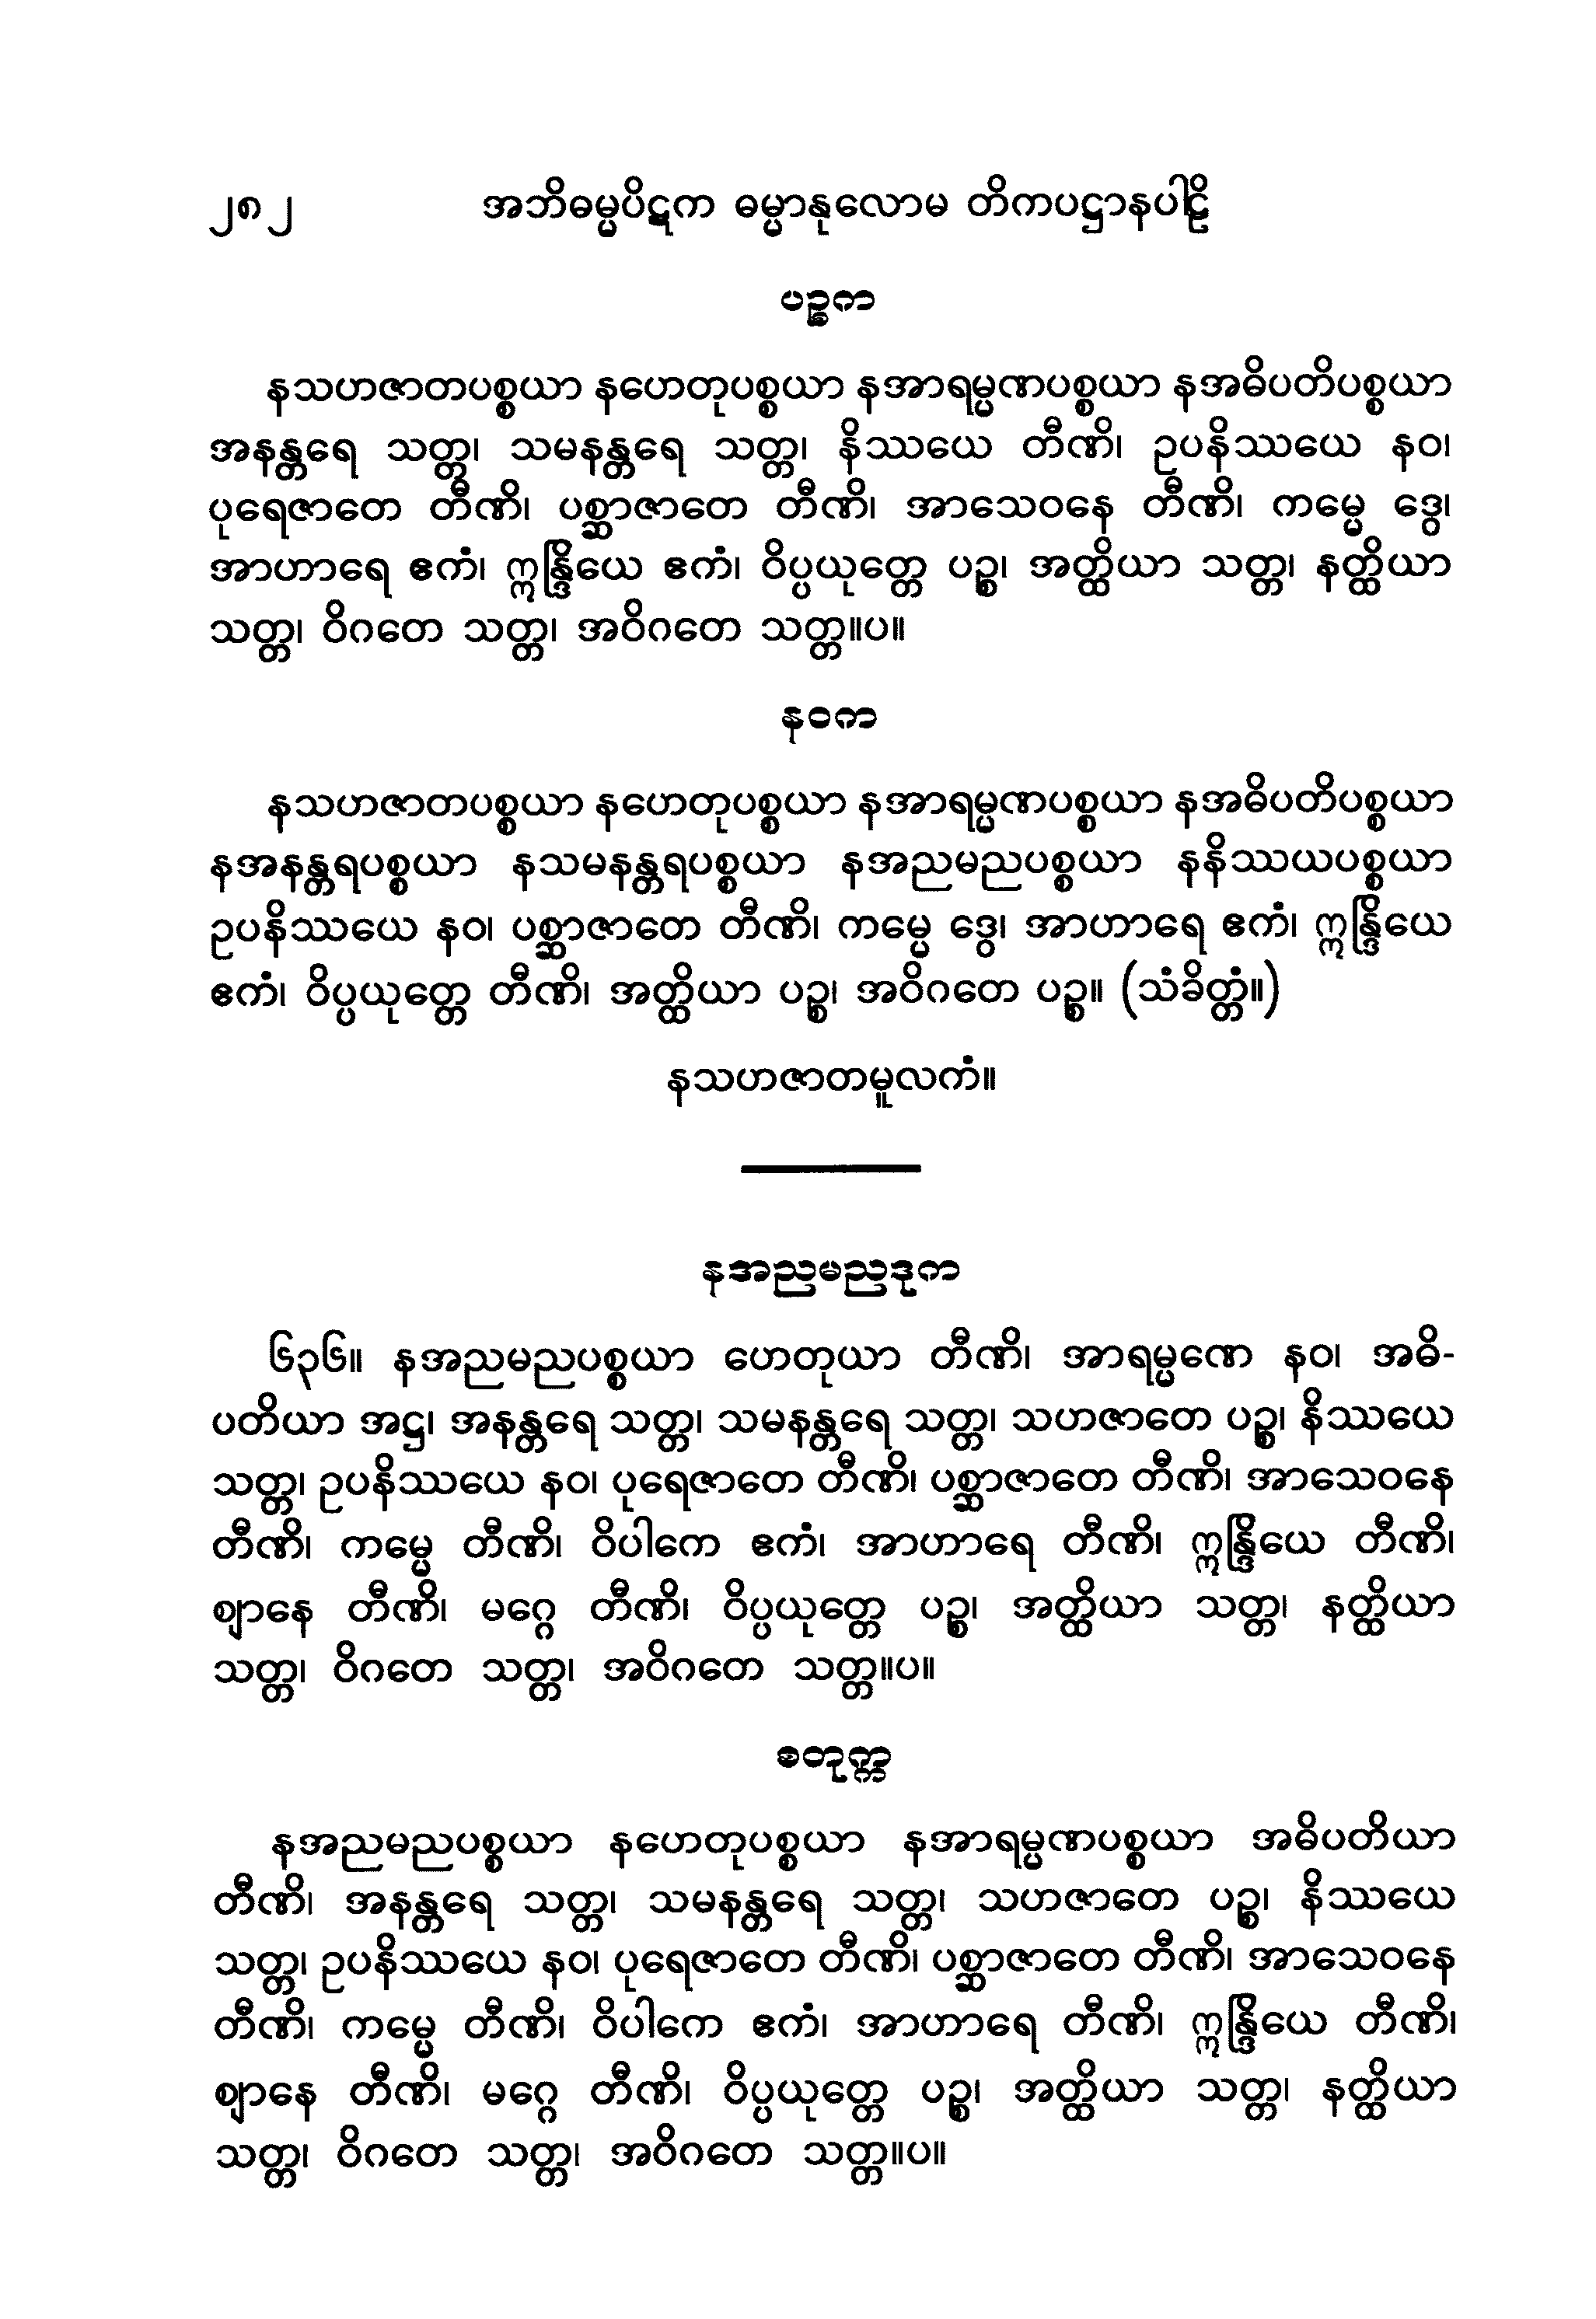 ၂၈၂ အဘိဓမ္မပိဋက ဓမ္မာနုလောမ တိကပဋ္ဌာနပါဠိ
ပဉ္စက
နသဟဇာတပစ္စယာ နဟေတုပစ္စယာ နအာရမ္မဏပစ္စယာ နအဓိပတိပစ္စယာ
အနန္တရေ သတ္တ၊ သမနန္တရေ သတ္တ၊ နိဿယေ တီဏိ၊ ဥပနိဿယေ နဝ၊
ပုရေဇာတေ တီဏိ၊ ပစ္ဆာဇာတေ တီဏိ၊ အာသေဝနေ တီဏိ၊ ကမ္မေ ဒွေ၊
အာဟာရေ ဧကံ၊ ဣန္ဒြိယေ ဧကံ၊ ဝိပ္ပယုတ္တေ ပဉ္စ၊ အတ္ထိယာ သတ္တ၊ နတ္ထိယာ
သတ္တ၊ ဝိဂတေ သတ္တ၊ အဝိဂတေ သတ္တ။ပ။
နဝက
နသဟဇာတပစ္စယာ နဟေတုပစ္စယာ နအာရမ္မဏပစ္စယာ နအဓိပတိပစ္စယာ
နအနန္တရပစ္စယာ နသမနန္တရပစ္စယာ နအညမညပစ္စယာ နနိဿယပစ္စယာ
ဥပနိဿယေ နဝ၊ ပစ္ဆာဇာတေ တီဏိ၊ ကမ္မေ ဒွေ၊ အာဟာရေ ဧကံ၊ ဣန္ဒြိယေ
ဧကံ၊ ဝိပ္ပယုတ္တေ တီဏိ၊ အတ္ထိယာ ပဉ္စ၊ အဝိဂတေ ပဉ္စ။ (သံခိတ္တံ။)
နသဟဇာတမူလကံ။
နအညမညဒုက
၆၃၆။ နအညမညပစ္စယာ ဟေတုယာ တီဏိ၊ အာရမ္မဏေ နဝ၊ အဓိ-
ပတိယာ အဋ္ဌ၊ အနန္တရေ သတ္တ၊ သမနန္တရေ သတ္တ၊ သဟဇာတေ ပဉ္စ၊ နိဿယေ
သတ္တ၊ ဥပနိဿယေ နဝ၊ ပုရေဇာတေ တီဏိ၊ ပစ္ဆာဇာတေ တီဏိ၊ အာသေဝနေ
တီဏိ၊ ကမ္မေ တီဏိ၊ ဝိပါကေ ဧကံ၊ အာဟာရေ တီဏိ၊ ဣန္ဒြိယေ တီဏိ၊
ဈာနေ တီဏိ၊ မဂ္ဂေ တီဏိ၊ ဝိပ္ပယုတ္တေ ပဉ္စ၊ အတ္ထိယာ သတ္တ၊ နတ္ထိယာ
သတ္တ၊ ဝိဂတေ သတ္တ၊ အဝိဂတေ သတ္တ။ပ။
စတုက္က
နအညမညပစ္စယာ နဟေတုပစ္စယာ နအာရမ္မဏပစ္စယာ အဓိပတိယာ
တီဏိ၊ အနန္တရေ သတ္တ၊ သမနန္တရေ သတ္တ၊ သဟဇာတေ ပဉ္စ၊ နိဿယေ
သတ္တ၊ ဥပနိဿယေ နဝ၊ ပုရေဇာတေ တီဏိ၊ ပစ္ဆာဇာတေ တီဏိ၊ အာသေဝနေ
တီဏိ၊ ကမ္မေ တီဏိ၊ ဝိပါကေ ဧကံ၊ အာဟာရေ တီဏိ၊ ဣန္ဒြိယေ တီဏိ၊
ဈာနေ တီဏိ၊ မဂ္ဂေ တီဏိ၊ ဝိပ္ပယုတ္တေ ပဉ္စ၊ အတ္ထိယာ သတ္တ၊ နတ္ထိယာ
သတ္တ၊ ဝိဂတေ သတ္တ၊ အဝိဂတေ သတ္တ။ပ။